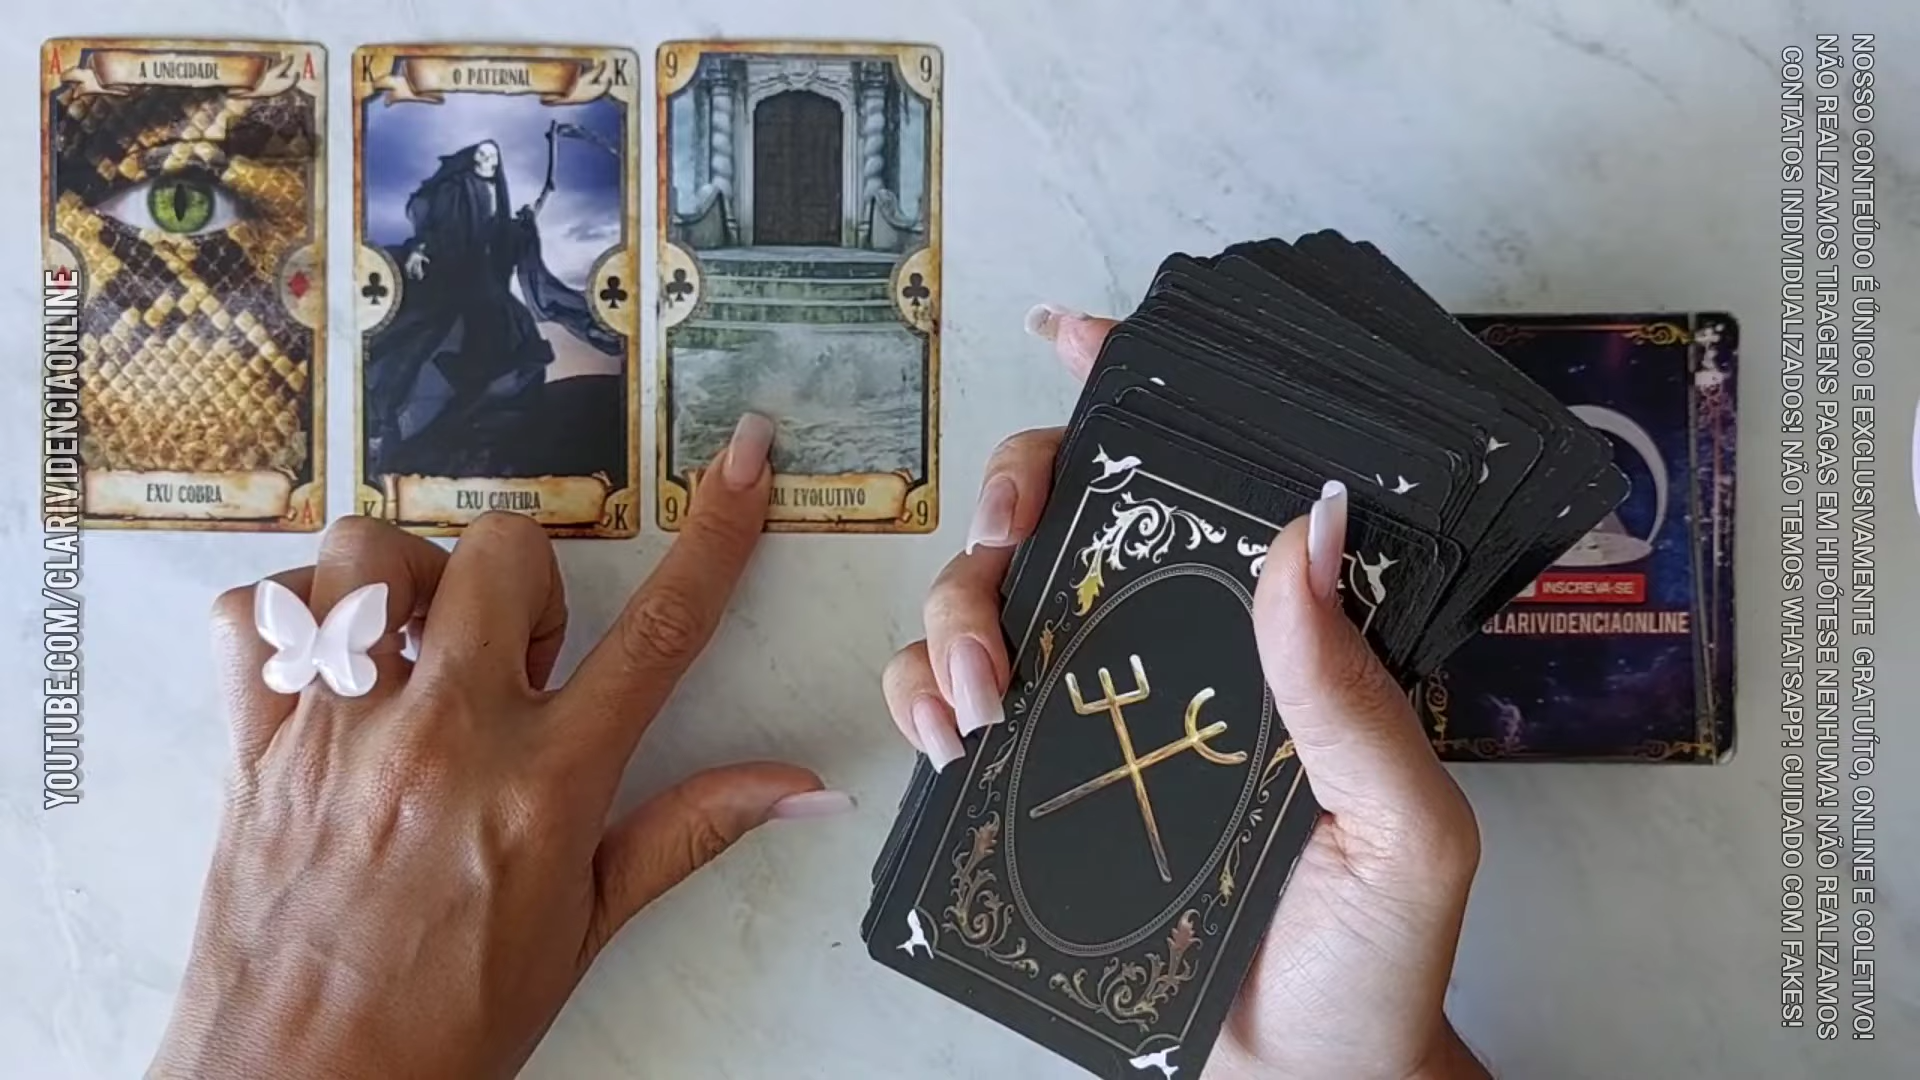 A
A UNICIDADE
A
EXU COBRA
A
K
O PATERNAL
K
K
EXU CAVEIRA
K
9
9
9
EVOLUTIVO
9
YOUTUBE.COM/CLARIVIDENCIAONLINE
INSCREVA-SE
CLARIVIDENCIAONLINE
NOSSO CONTEÚDO É ÚNICO E EXCLUSIVAMENTE GRATUÍTO, ONLINE E COLETIVO!
NÃO REALIZAMOS TIRAGENS PAGAS EM HIPÓTESE NENHUMA! NÃO REALIZAMOS
CONTATOS INDIVIDUALIZADOS! NÃO TEMOS WHATSAPP! CUIDADO COM FAKES!